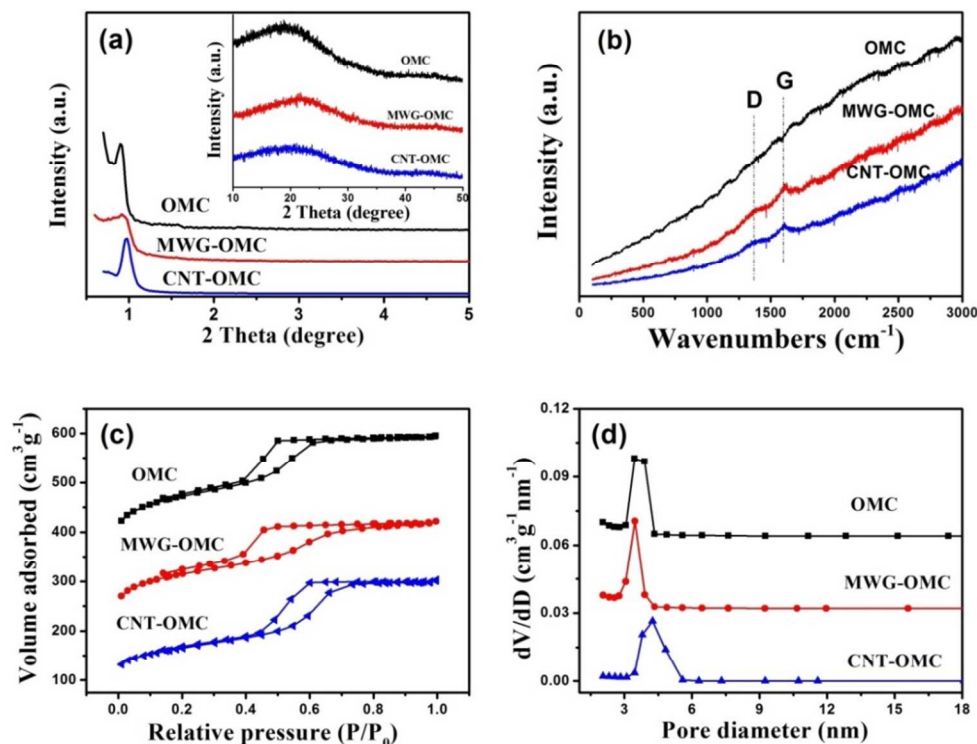 (a)
Intensity (a.u.)
OMC
MWG-OMC
CNT-OMC
1
2
3
4
5
2 Theta (degree)
Intensity (a.u.)
OMC
MWG-OMC
CNT-OMC
10
20
30
40
50
2 Theta (degree)
(b)
Intensity (a.u.)
OMC
D
G
MWG-OMC
CNT-OMC
0
500
1000
1500
2000
2500
3000
Wavenumbers (cm-1)
(c)
Volume adsorbed (cm3g-1)
600
500
400
300
200
100
OMC
MWG-OMC
CNT-OMC
0.0
0.2
0.4
0.6
0.8
1.0
Relative pressure (P/P0)
(d)
dV/dD (cm3g-1nm-1)
0.12
0.09
0.06
0.03
0.00
OMC
MWG-OMC
CNT-OMC
3
6
9
12
15
18
Pore diameter (nm)